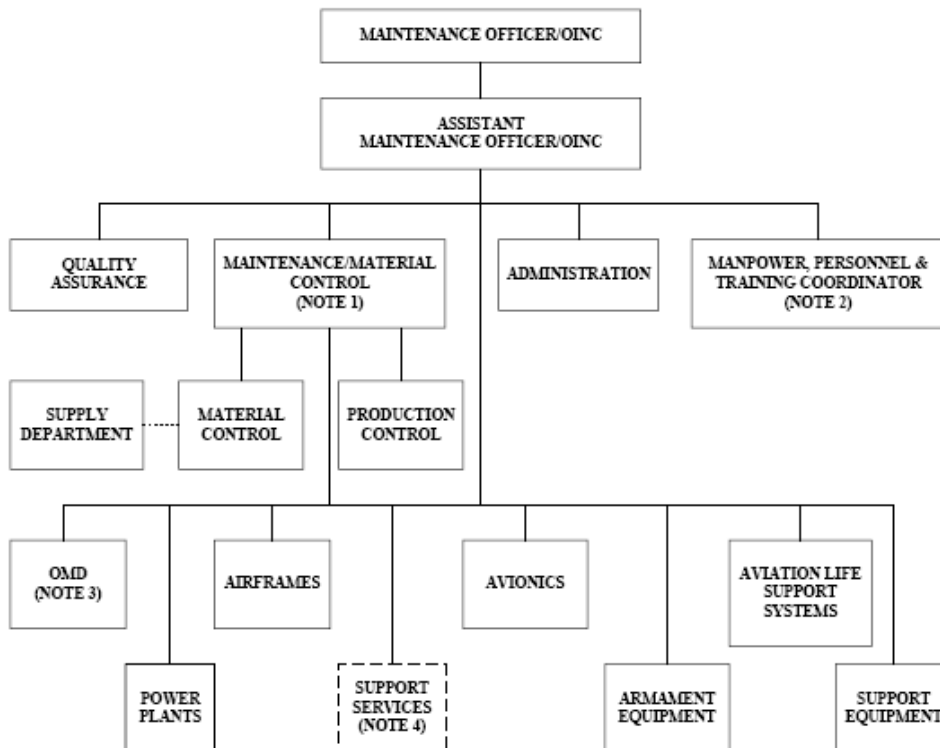 MAINTENANCE OFFICER/OINC
ASSISTANT
MAINTENANCE OFFICER/OINC
QUALITY
ASSURANCE
MAINTENANCE/MATERIAL
CONTROL
(NOTE 1)
ADMINISTRATION
MANPOWER, PERSONNEL &
TRAINING COORDINATOR
(NOTE 2)
SUPPLY
DEPARTMENT
MATERIAL
CONTROL
PRODUCTION
CONTROL
OMD
(NOTE 3)
AIRFRAMES
AVIONICS
AVIATION LIFE
SUPPORT
SYSTEMS
POWER
PLANTS
SUPPORT
SERVICES
(NOTE 4)
ARMAMENT
EQUIPMENT
SUPPORT
EQUIPMENT